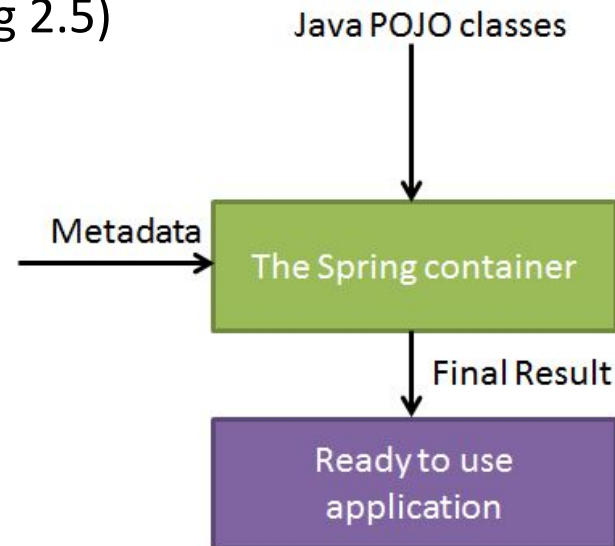 g 2.5)
Java POJO classes
Metadata
The Spring container
Final Result
Ready to use
application